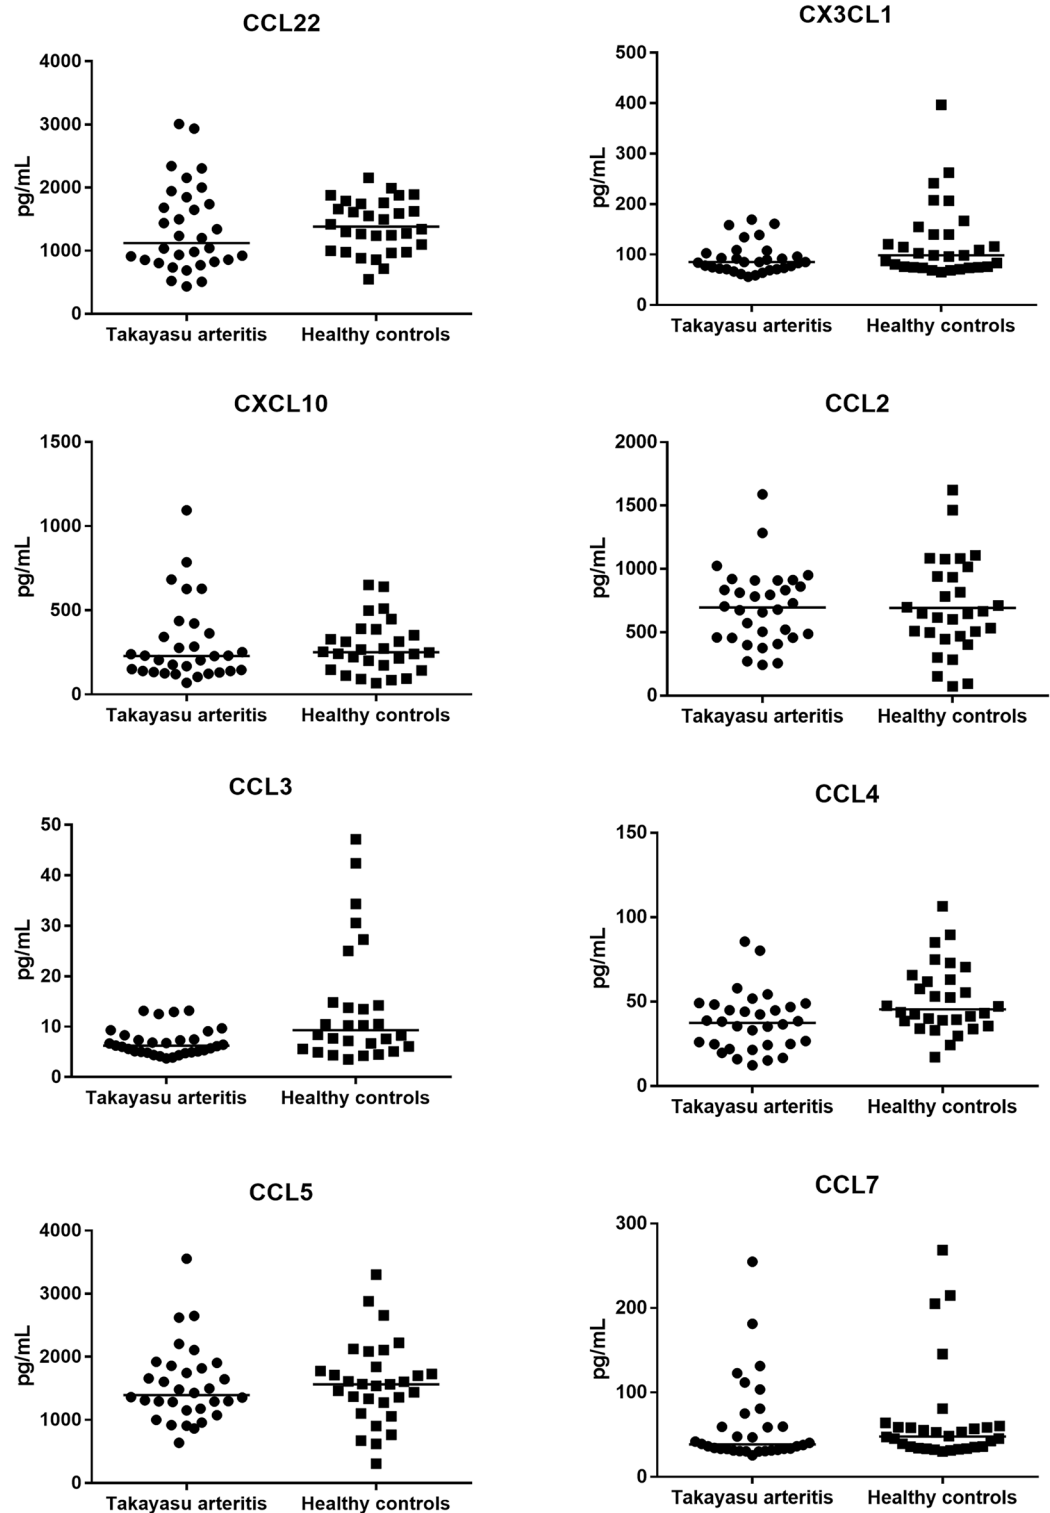 CCL22
pg/mL
4000
3000
2000
1000
0
Takayasu arteritis Healthy controls
CX3CL1
pg/mL
500
400
300
200
100
0
Takayasu arteritis Healthy controls
CXCL10
pg/mL
1500
1000
500
0
Takayasu arteritis Healthy controls
CCL2
pg/mL
2000
1500
1000
500
0
Takayasu arteritis Healthy controls
CCL3
pg/mL
50
40
30
20
10
0
Takayasu arteritis Healthy controls
CCL4
pg/mL
150
100
50
0
Takayasu arteritis Healthy controls
CCL5
pg/mL
4000
3000
2000
1000
0
Takayasu arteritis Healthy controls
CCL7
pg/mL
300
200
100
0
Takayasu arteritis Healthy controls